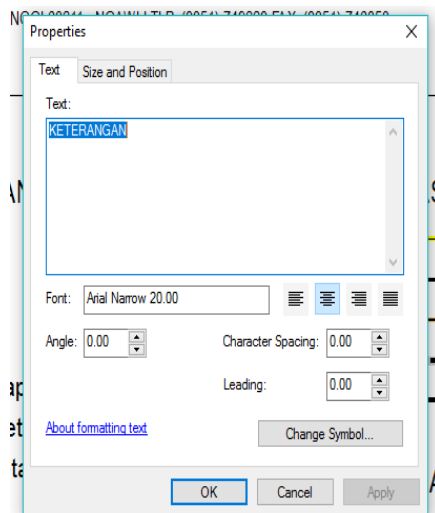 Properties
Text
Size and Position
Text:
KETERANGAN
Font:
Arial Narrow 20.00
Angle: 0.00
Character Spacing: 0.00
Leading: 0.00
About formatting text
Change Symbol...
OK
Cancel
Apply